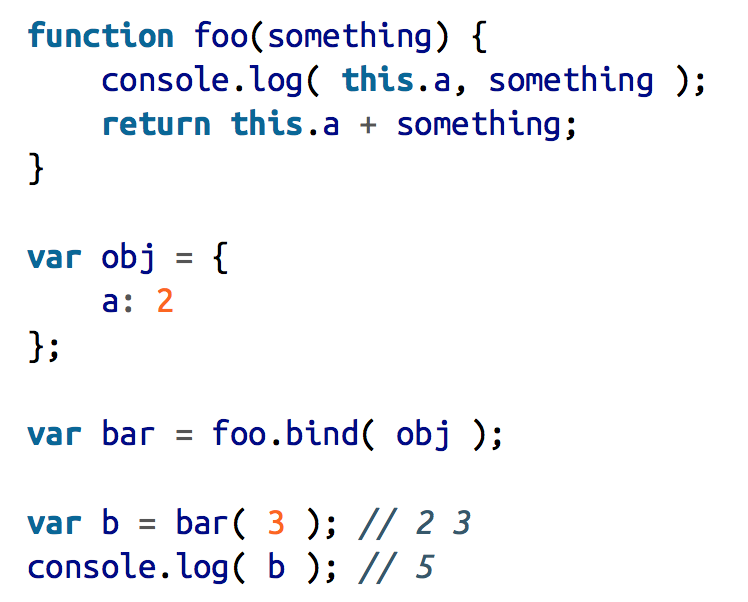 function foo(something) {
    console.log( this.a, something );
    return this.a + something;
}

var obj = {
    a: 2
};

var bar = foo.bind( obj );

var b = bar( 3 ); // 2 3
console.log( b ); // 5